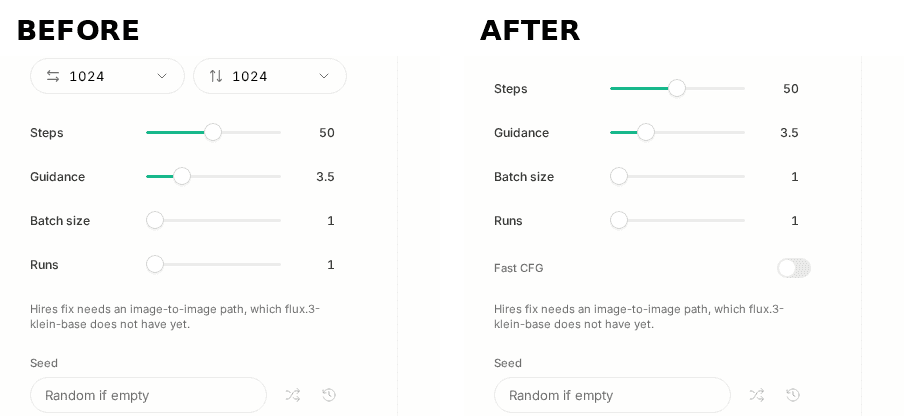 BEFORE
1024 1024
Steps 50
Guidance 3.5
Batch size 1
Runs 1
Hires fix needs an image-to-image path, which flux.3-
klein-base does not have yet.
Seed
Random if empty
AFTER
Steps 50
Guidance 3.5
Batch size 1
Runs 1
Fast CFG
Hires fix needs an image-to-image path, which flux.3-
klein-base does not have yet.
Seed
Random if empty